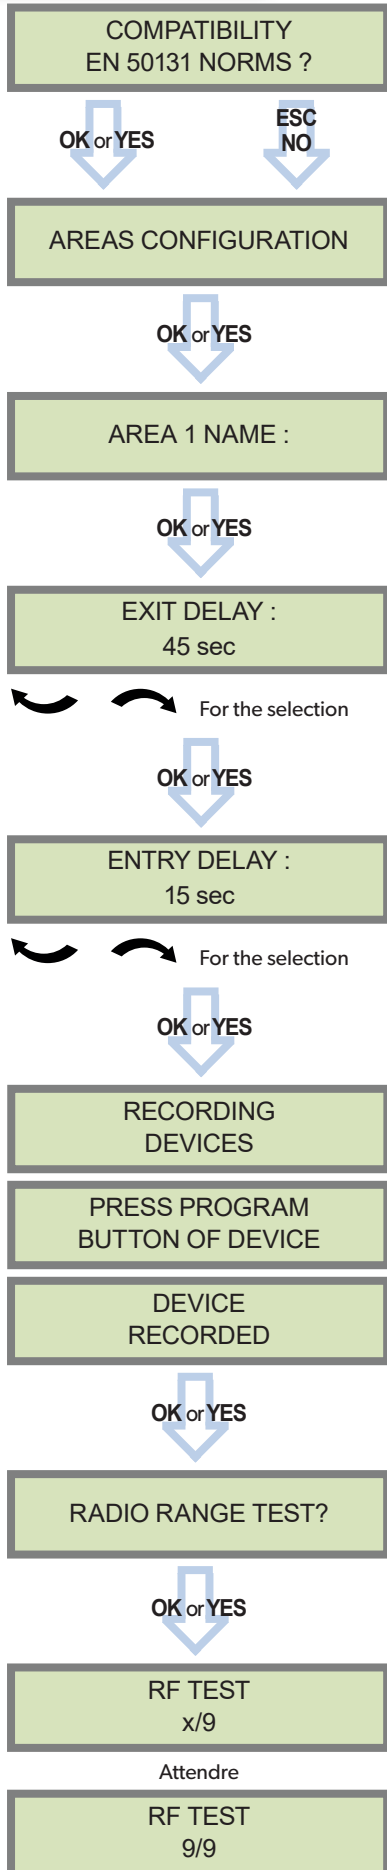 COMPATIBILITY
EN 50131 NORMS ?
OK or YES
ESC
NO
AREAS CONFIGURATION
OK or YES
AREA 1 NAME :
OK or YES
EXIT DELAY :
45 sec
For the selection
OK or YES
ENTRY DELAY :
15 sec
For the selection
OK or YES
RECORDING
DEVICES
PRESS PROGRAM
BUTTON OF DEVICE
DEVICE
RECORDED
OK or YES
RADIO RANGE TEST?
OK or YES
RF TEST
x/9
Attendre
RF TEST
9/9